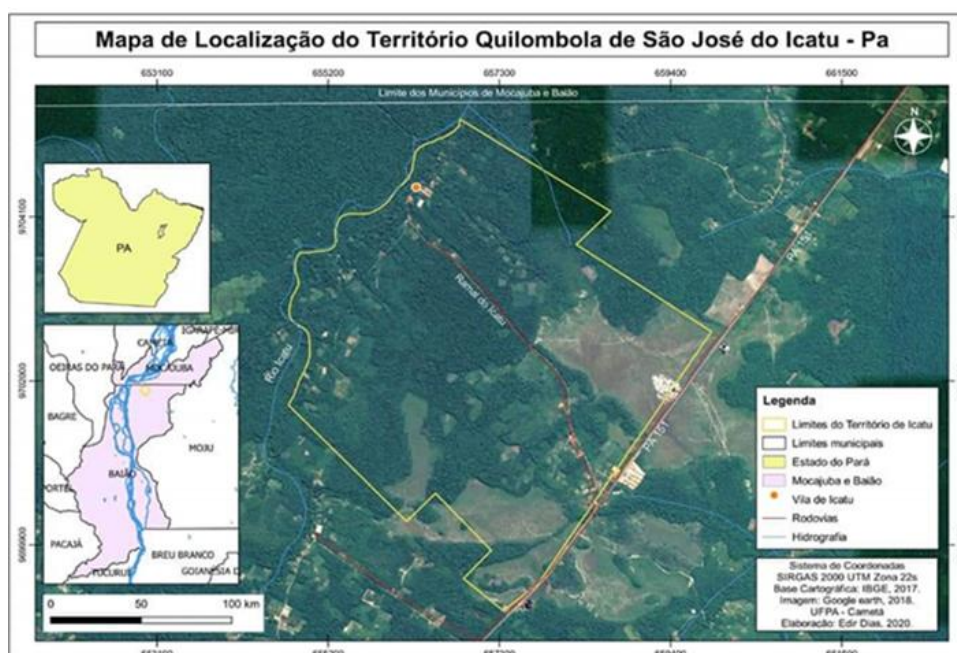 Mapa de Localização do Território Quilombola de São José do Icatu - Pa
653100 655200 657300 659400 661500
Limite dos Municípios de Mocajuba e Baião
N
9704100
PA
PA 151
Ramal do Icatu
Rio Icatu
OEIRAS DO PARÁ
MOCAJUBA
9702000
BAGRE
MOJU
BAIÃO
PA 151
Legenda
Limites do Território de Icatu
Limites municipais
Estado do Pará
Mocajuba e Baião
Vila de Icatu
Rodovias
Hidrografia
PACAJÁ
BREU BRANCO
TUCURUÍ
9699900
0 50 100 km
Sistema de Coordenadas
SIRGAS 2000 UTM Zona 22s
Base Cartográfica: IBGE, 2017.
Imagem: Google earth, 2018.
UFPA - Cametá
Elaboração: Edir Dias, 2020.